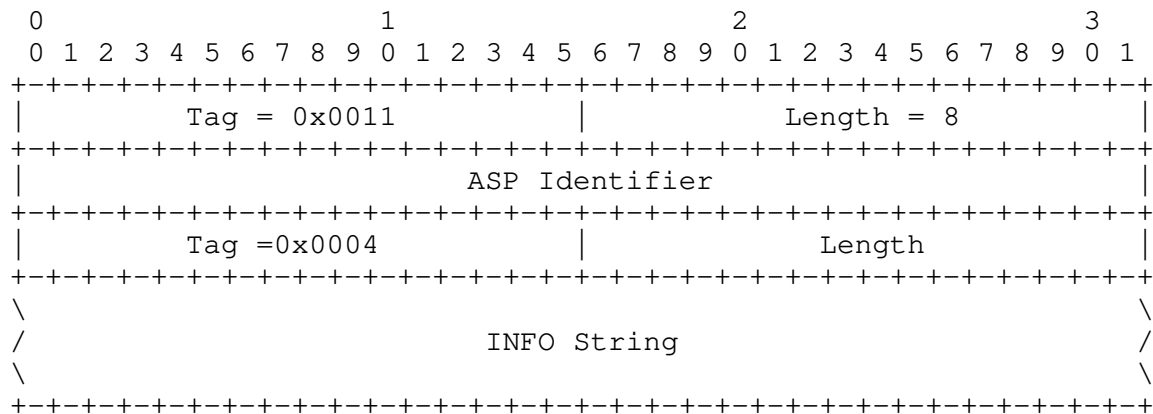 0                   1                   2                   3
 0 1 2 3 4 5 6 7 8 9 0 1 2 3 4 5 6 7 8 9 0 1 2 3 4 5 6 7 8 9 0 1
+-+-+-+-+-+-+-+-+-+-+-+-+-+-+-+-+-+-+-+-+-+-+-+-+-+-+-+-+-+-+-+-+
|         Tag = 0x0011          |           Length = 8          |
+-+-+-+-+-+-+-+-+-+-+-+-+-+-+-+-+-+-+-+-+-+-+-+-+-+-+-+-+-+-+-+-+
|                         ASP Identifier                        |
+-+-+-+-+-+-+-+-+-+-+-+-+-+-+-+-+-+-+-+-+-+-+-+-+-+-+-+-+-+-+-+-+
|         Tag =0x0004           |             Length            |
+-+-+-+-+-+-+-+-+-+-+-+-+-+-+-+-+-+-+-+-+-+-+-+-+-+-+-+-+-+-+-+-+
\                                                               \
/                          INFO String                          /
\                                                               \
+-+-+-+-+-+-+-+-+-+-+-+-+-+-+-+-+-+-+-+-+-+-+-+-+-+-+-+-+-+-+-+-+